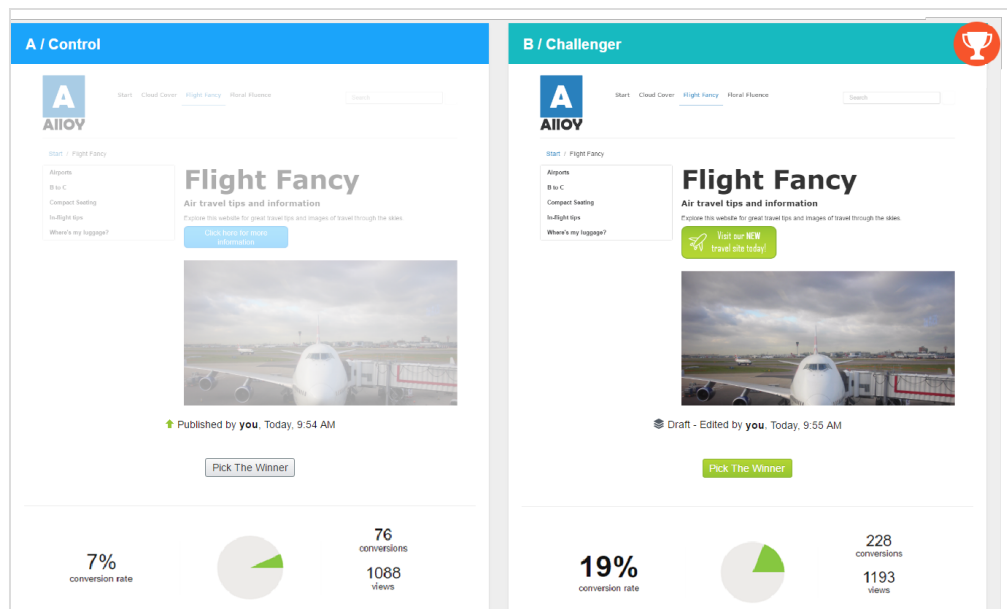 A / Control
A
AllOY
Start Cloud Cover Flight Fancy Floral Fluence
Search
Start / Flight Fancy
Airports
B to C
Compact Seating
In-flight tips
Where's my luggage?
Flight Fancy
Air travel tips and information
Explore this website for great travel tips and images of travel through the skies.
Click here for more
information
Published by you, Today, 9:54 AM
Pick The Winner
7%
conversion rate
76
conversions
1088
views
B / Challenger
A
AllOY
Start Cloud Cover Flight Fancy Floral Fluence
Search
Start / Flight Fancy
Airports
B to C
Compact Seating
In-flight tips
Where's my luggage?
Flight Fancy
Air travel tips and information
Explore this website for great travel tips and images of travel through the skies.
Visit our NEW
travel site today!
Draft - Edited by you, Today, 9:55 AM
Pick The Winner
19%
conversion rate
228
conversions
1193
views